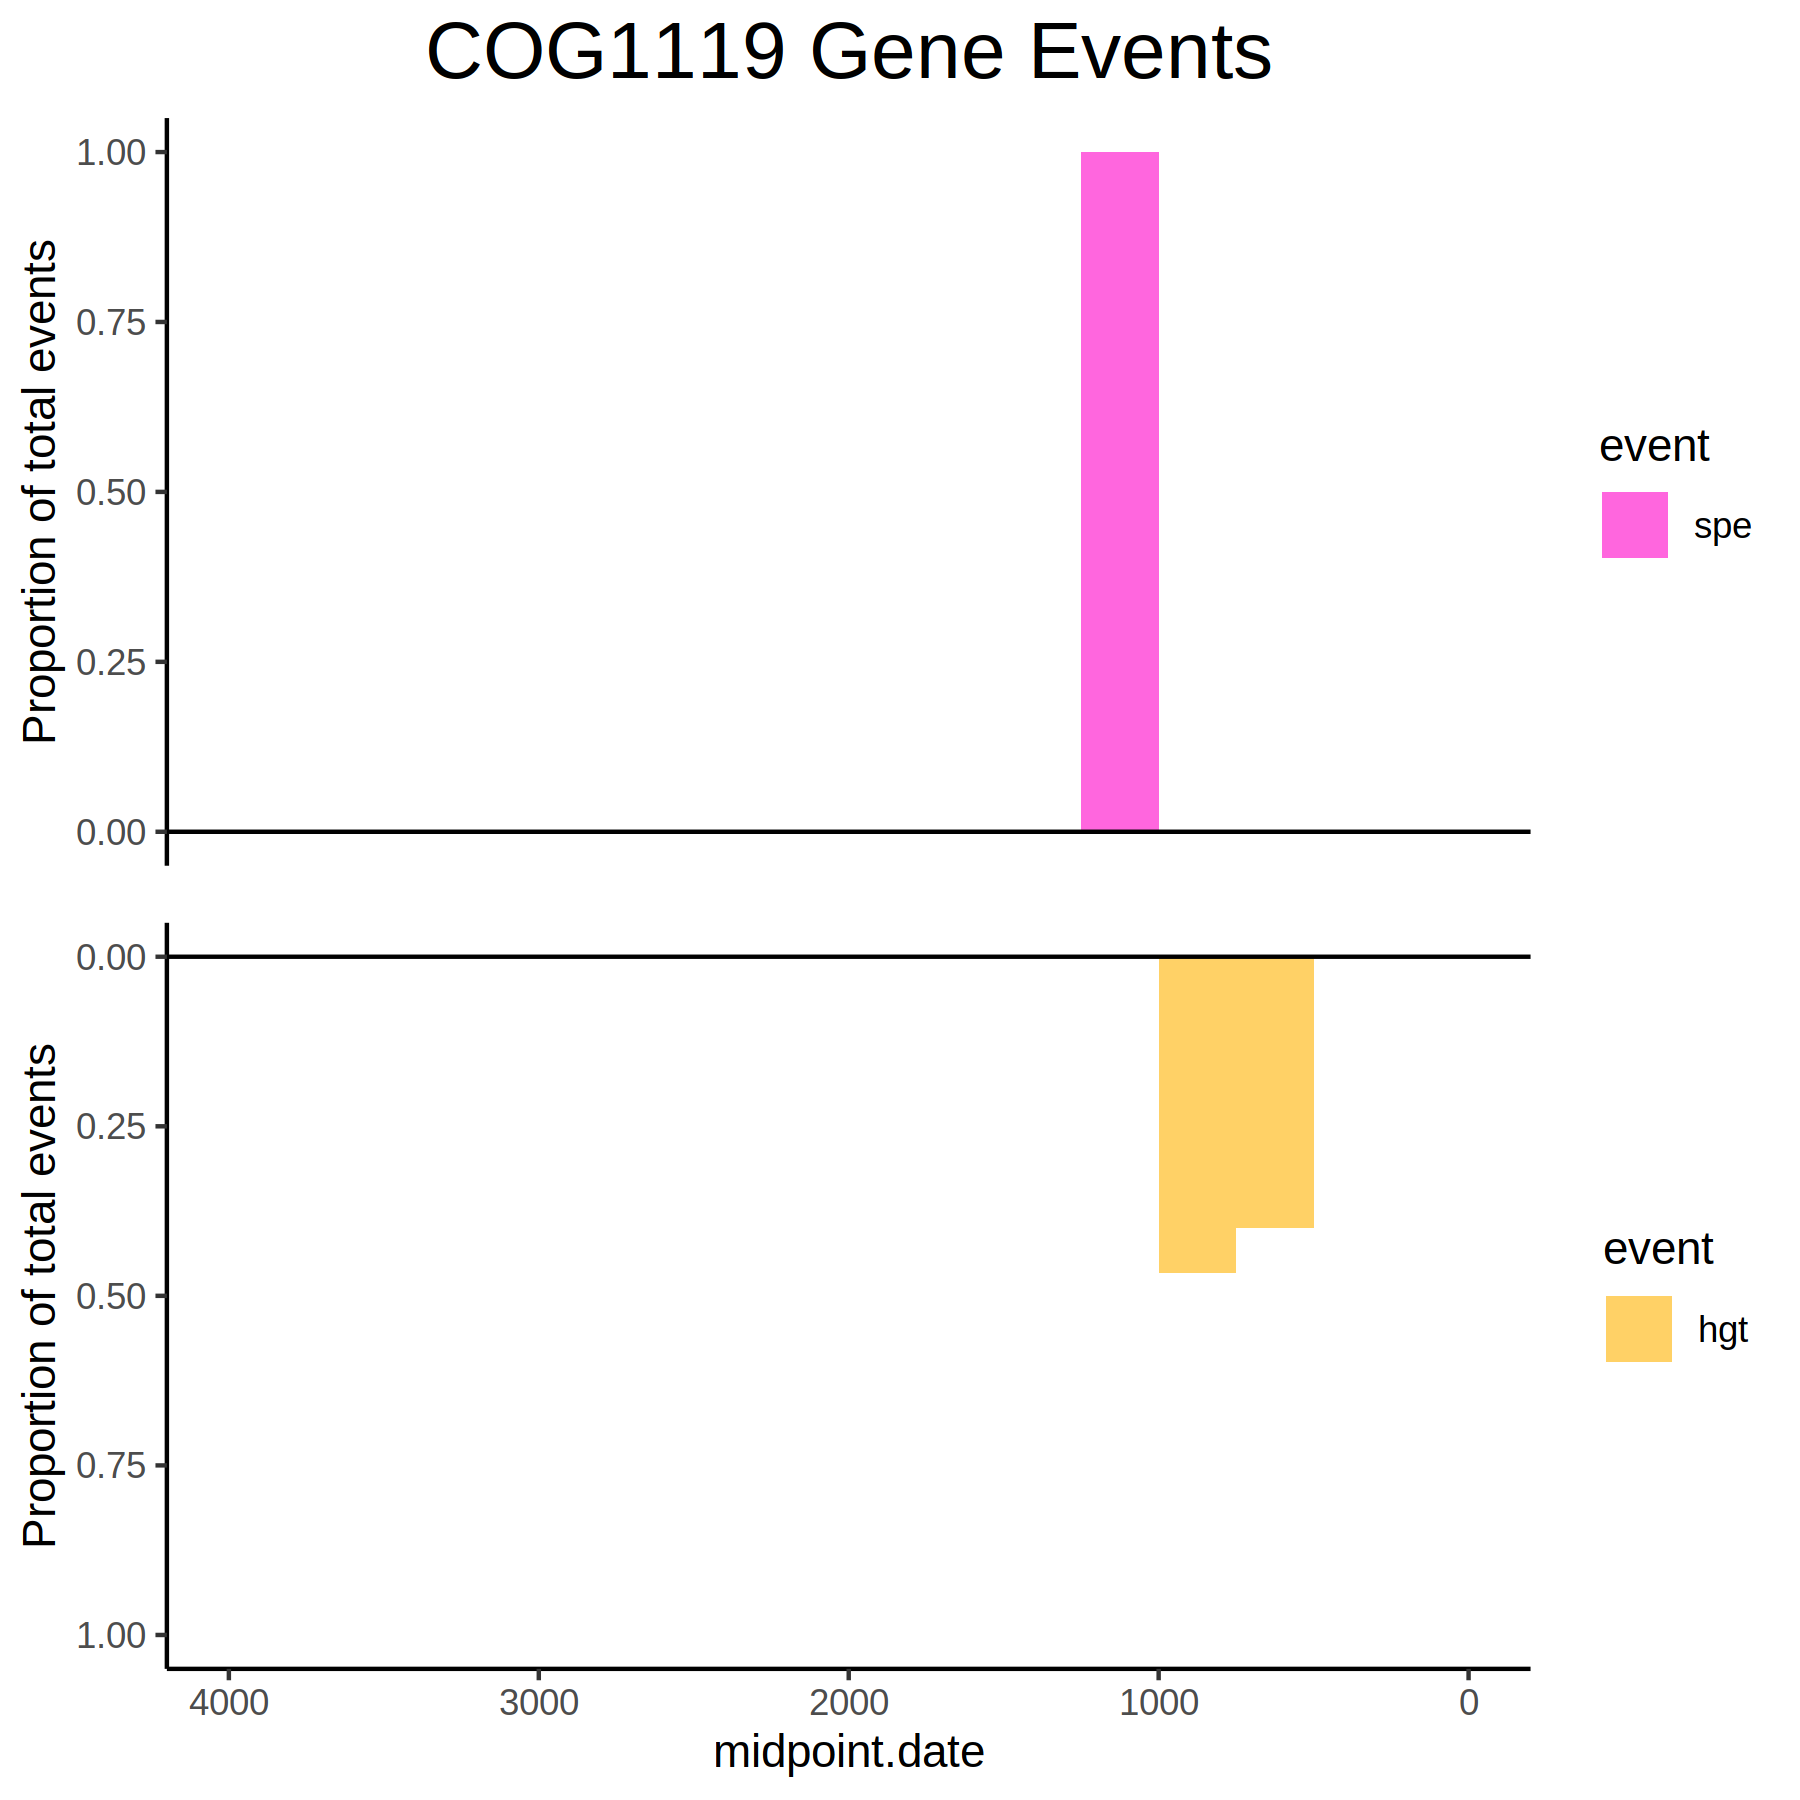 COG1119 Gene Events
Proportion of total events
1.00
0.75
0.50
0.25
0.00
event
spe
Proportion of total events
0.00
0.25
0.50
0.75
1.00
event
hgt
4000 3000 2000 1000 0
midpoint.date